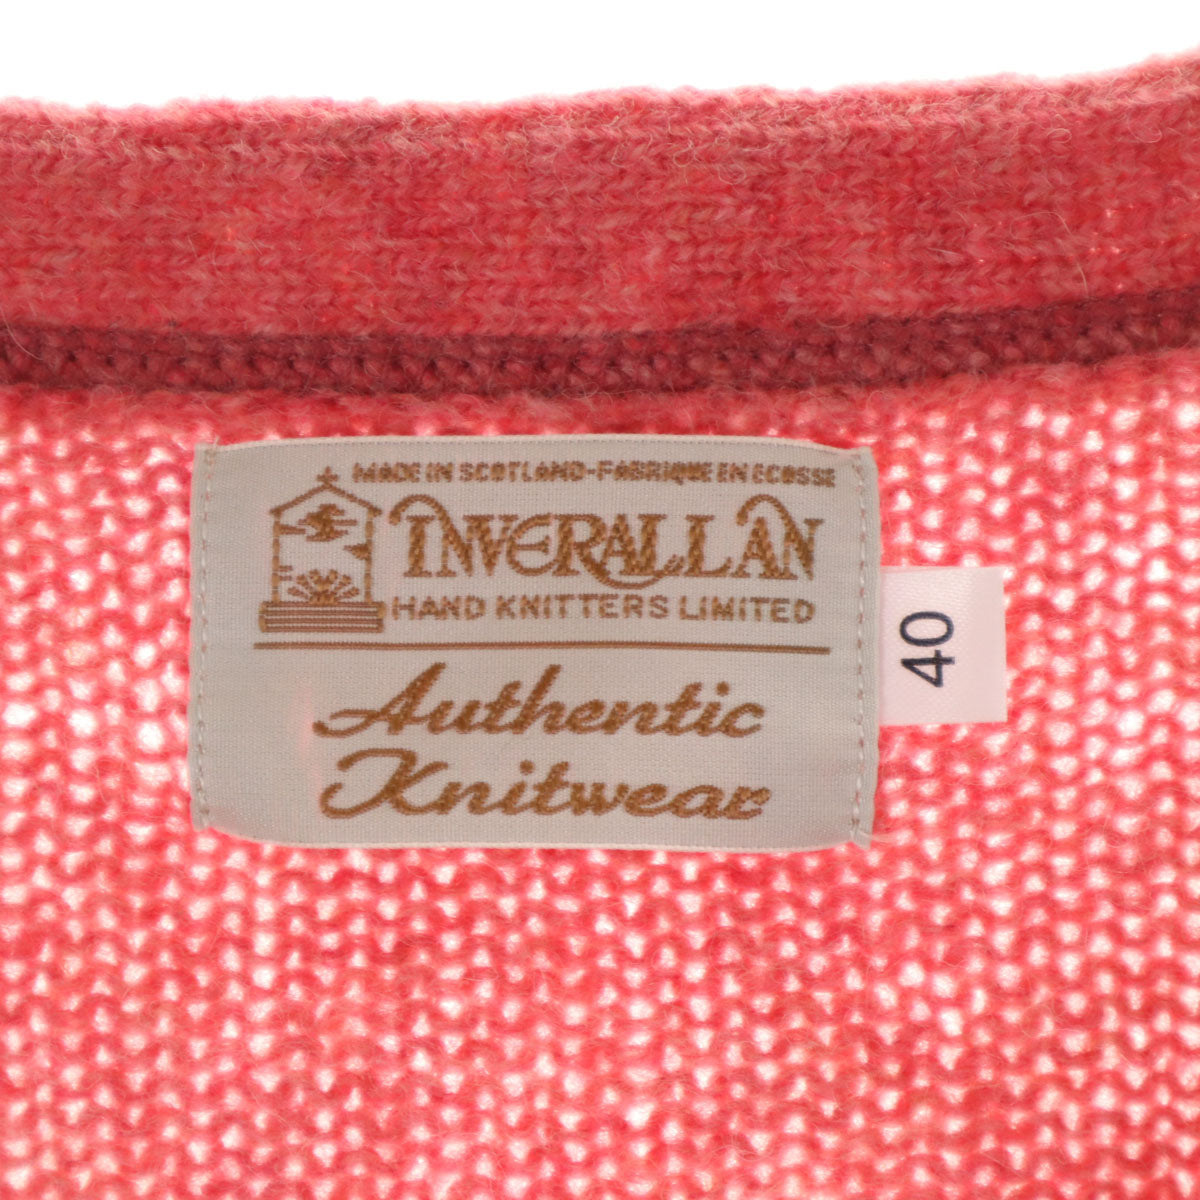 MADE IN SCOTLAND-FABRIQUE EN ECOSSE
INVERALLAN
HAND KNITTERS LIMITED
Authentic
Knitwear
40